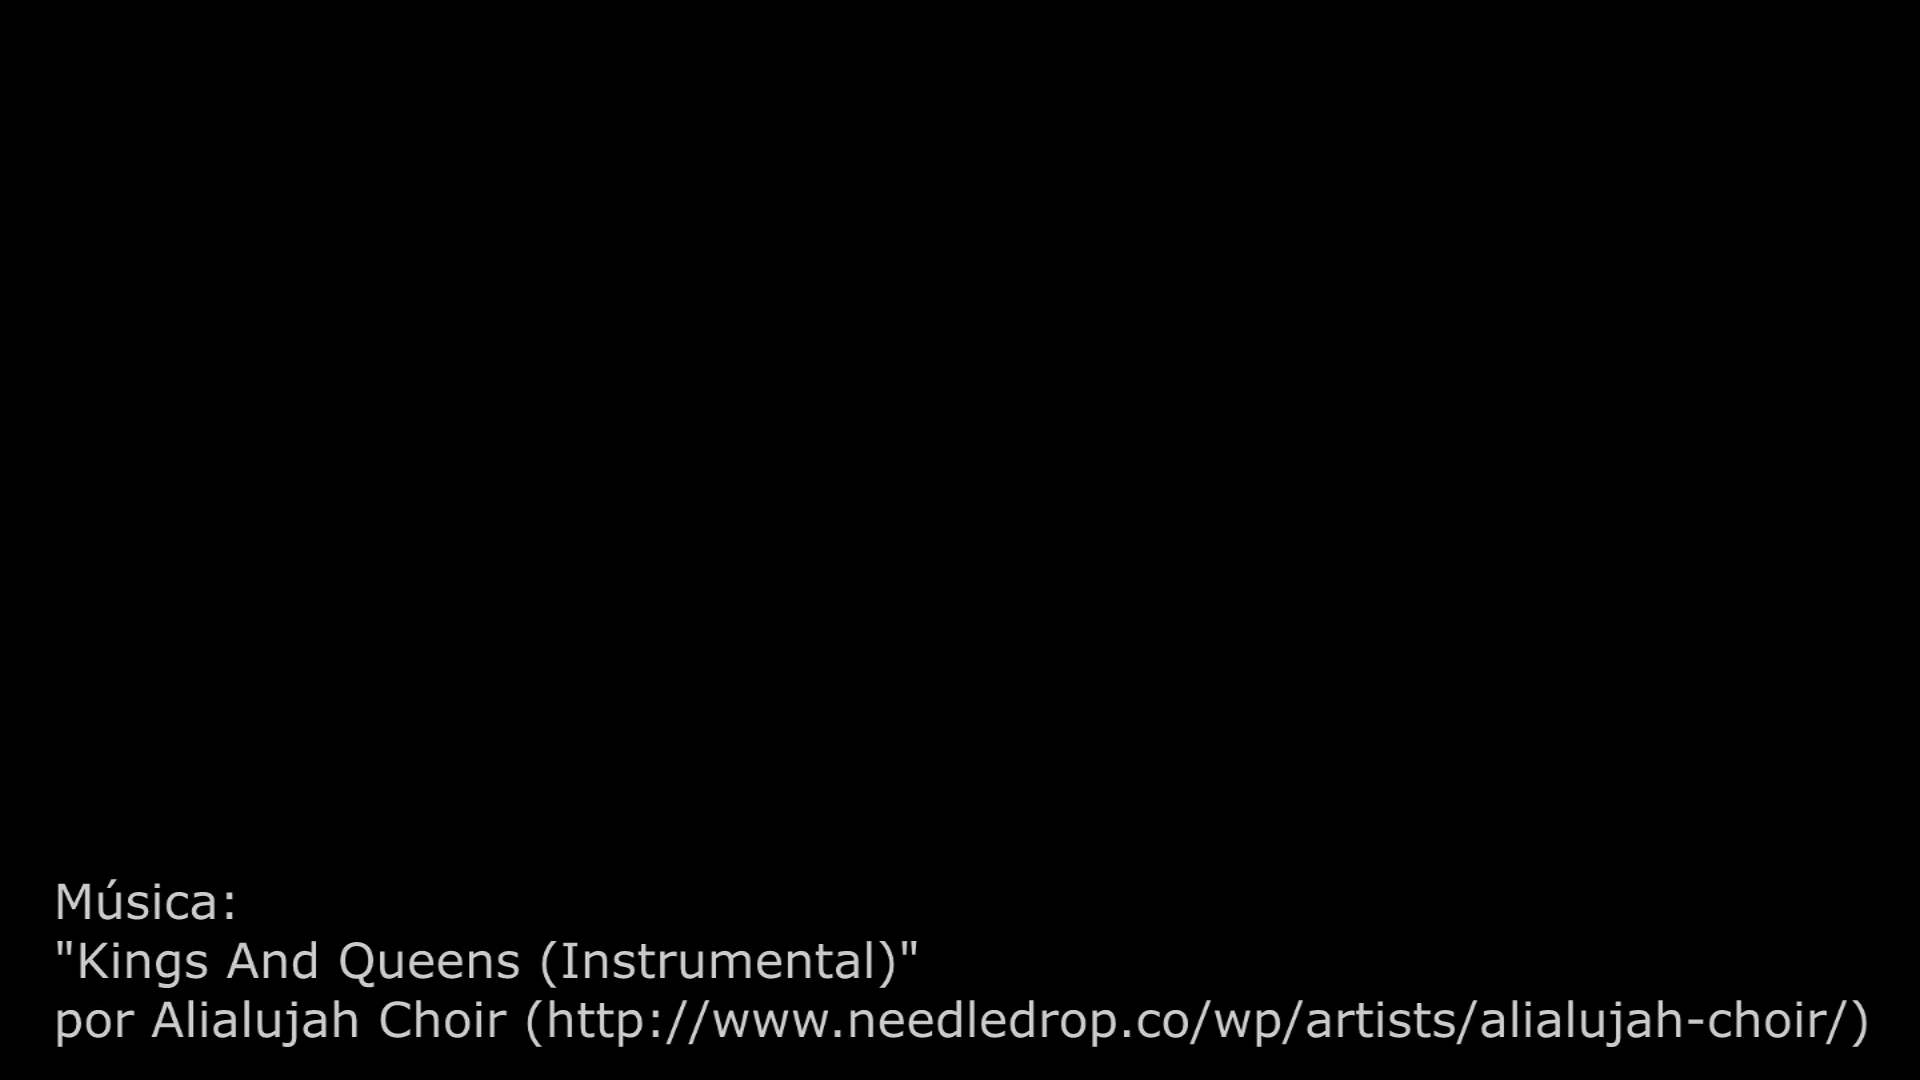 Música:
"Kings And Queens (Instrumental)"
por Alialujah Choir (http://www.needledrop.co/wp/artists/alialujah-choir/)